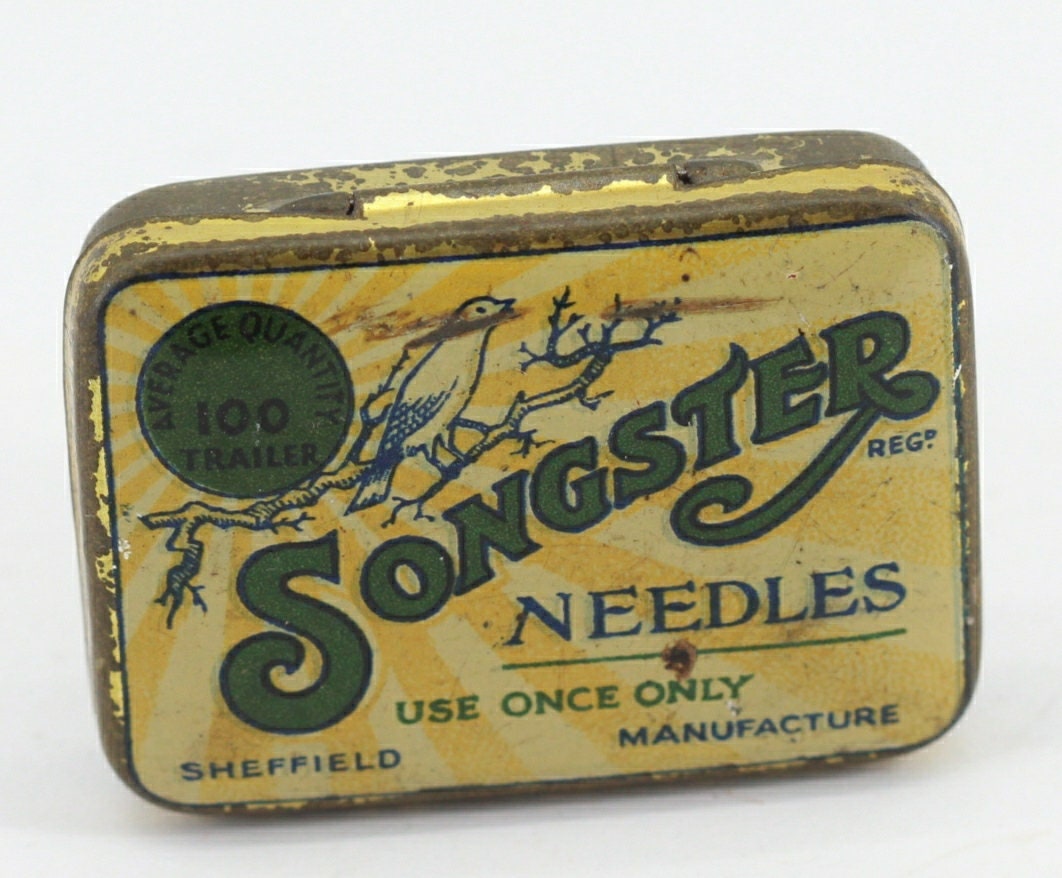 AVERAGE QUANTITY
100
TRAILER
SONGSTER
REGD
NEEDLES
USE ONCE ONLY
SHEFFIELD MANUFACTURE